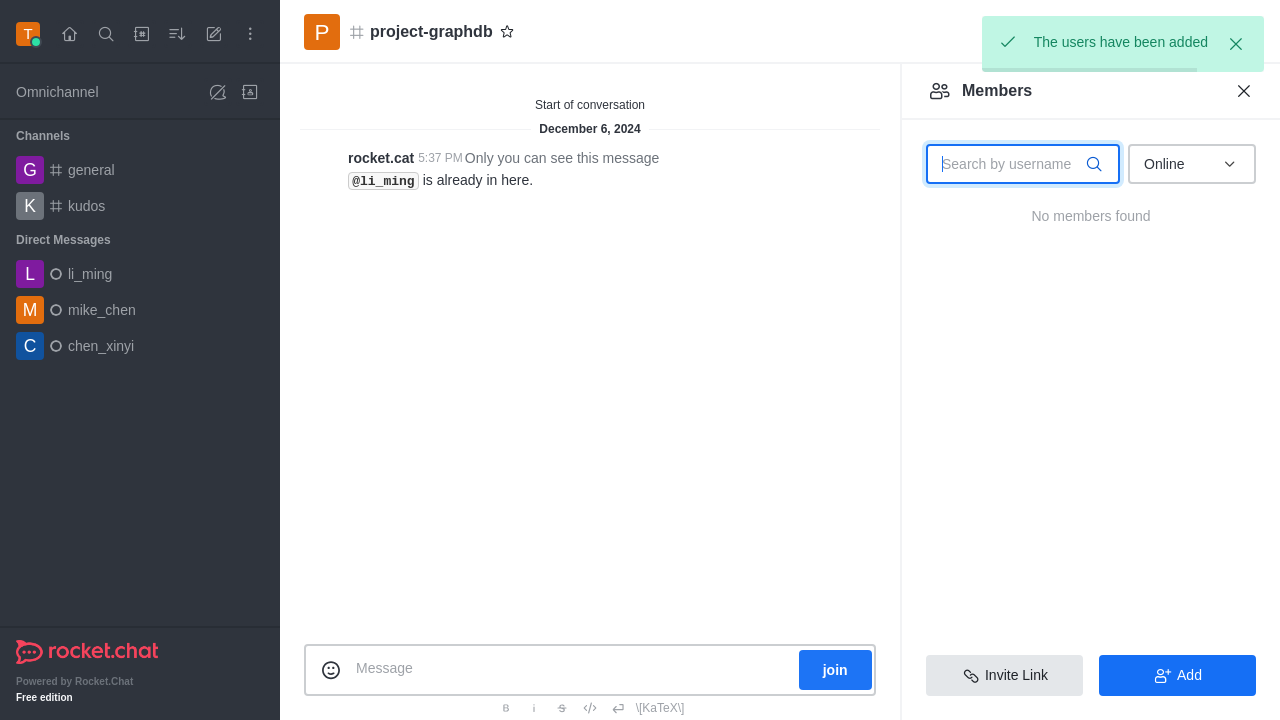 T
Omnichannel
Channels
G general
K kudos
Direct Messages
L li_ming
M mike_chen
C chen_xinyi
rocket.chat
Powered by Rocket.Chat
Free edition
P project-graphdb
Start of conversation
December 6, 2024
rocket.cat 5:37 PM Only you can see this message
@li_ming is already in here.
Message
join
B i S </> \[KaTeX\]
The users have been added
Members
Search by username
Online
No members found
Invite Link
Add